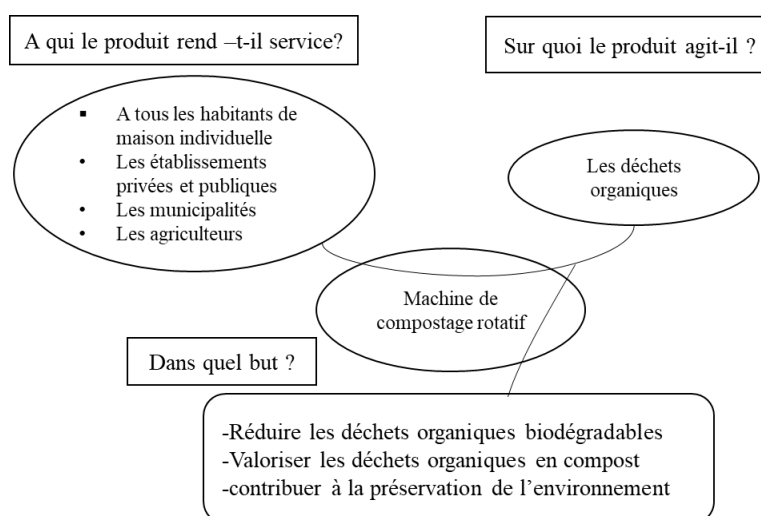 A qui le produit rend –t-il service?
Sur quoi le produit agit-il ?
▪ A tous les habitants de
maison individuelle
• Les établissements
privées et publiques
• Les municipalités
• Les agriculteurs
Les déchets
organiques
Machine de
compostage rotatif
Dans quel but ?
-Réduire les déchets organiques biodégradables
-Valoriser les déchets organiques en compost
-contribuer à la préservation de l’environnement